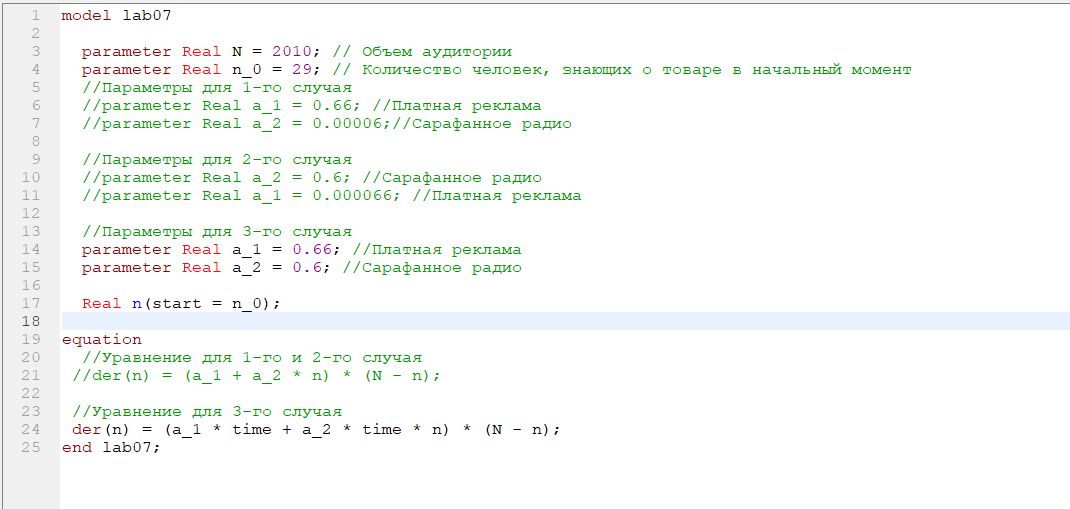 1 model lab07
2
3 parameter Real N = 2010; // Объем аудитории
4 parameter Real n_0 = 29; // Количество человек, знающих о товаре в начальный момент
5 //Параметры для 1-го случая
6 //parameter Real a_1 = 0.66; //Платная реклама
7 //parameter Real a_2 = 0.00006;//Сарафанное радио
8
9 //Параметры для 2-го случая
10 //parameter Real a_2 = 0.6; //Сарафанное радио
11 //parameter Real a_1 = 0.000066; //Платная реклама
12
13 //Параметры для 3-го случая
14 parameter Real a_1 = 0.66; //Платная реклама
15 parameter Real a_2 = 0.6; //Сарафанное радио
16
17 Real n(start = n_0);
18
19 equation
20 //Уравнение для 1-го и 2-го случая
21 //der(n) = (a_1 + a_2 * n) * (N - n);
22
23 //Уравнение для 3-го случая
24 der(n) = (a_1 * time + a_2 * time * n) * (N - n);
25 end lab07;